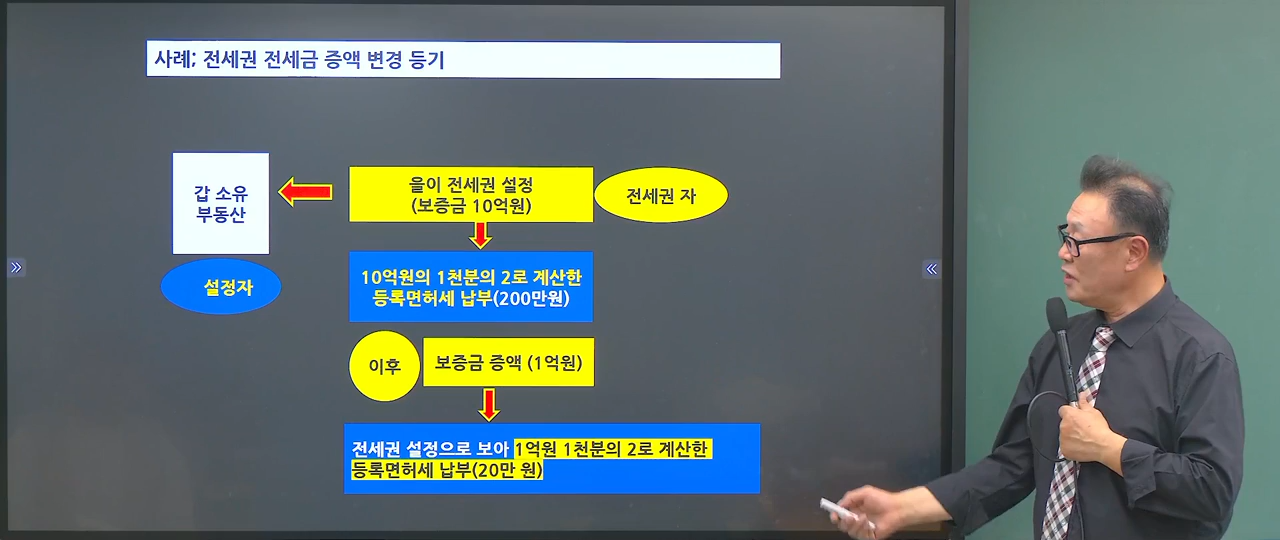 사례; 전세권 전세금 증액 변경 등기
갑 소유
부동산
설정자
을이 전세권 설정
(보증금 10억원)
전세권 자
10억원의 1천분의 2로 계산한
등록면허세 납부(200만원)
이후
보증금 증액 (1억원)
전세권 설정으로 보아 1억원 1천분의 2로 계산한
등록면허세 납부(20만 원)